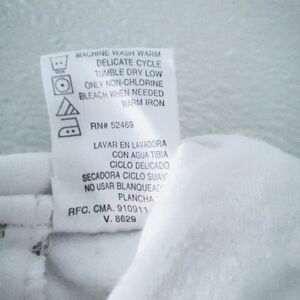 MACHINE WASH WARM
DELICATE CYCLE
TUMBLE DRY LOW
ONLY NON-CHLORINE
BLEACH WHEN NEEDED
WARM IRON
RN# 52469
LAVAR EN LAVADORA
CON AGUA TIBIA
CICLO DELICADO
SECADORA CICLO SUAV
NO USAR BLANQUEAD
PLANCHA
RFC. CMA. 910911
V. 8629